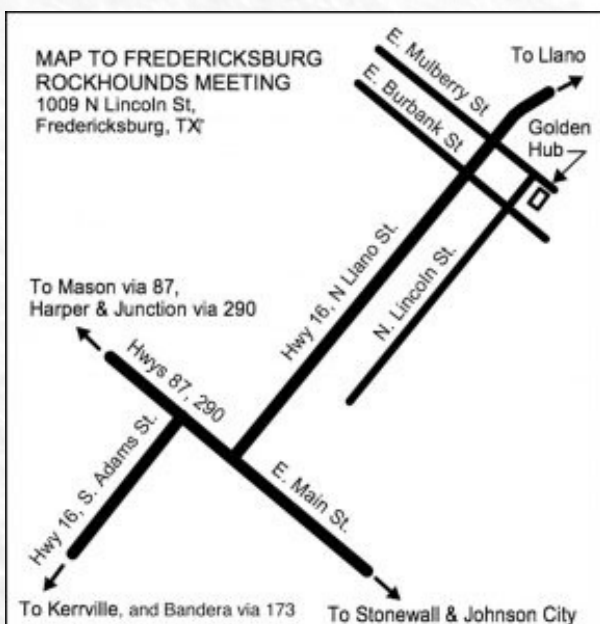 MAP TO FREDERICKSBURG
ROCKHOUNDS MEETING
1009 N Lincoln St,
Fredericksburg, TX
E. Mulberry St
E. Burbank St
To Llano
Golden
Hub
Hwy 16, N Llano St.
N. Lincoln St.
To Mason via 87,
Harper & Junction via 290
Hwys 87, 290
Hwy 16, S. Adams St.
E. Main St.
To Kerrville, and Bandera via 173
To Stonewall & Johnson City